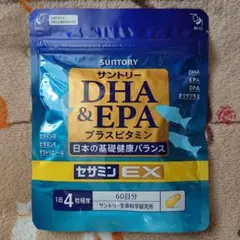 SUNTORY
サントリー
DHA
& EPA
プラスビタミン
日本の基礎健康バランス
セサミンEX
DHA
EPA
DPA
1日4粒程度
60日分
サントリー生命科学研究所